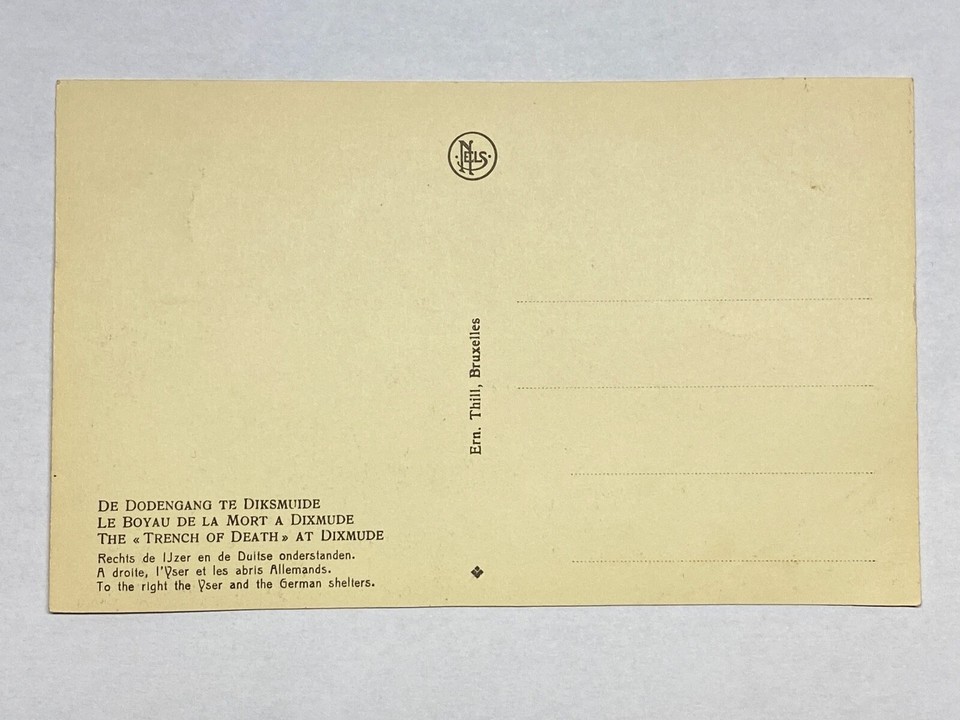 NELS
Ern. Thill, Bruxelles
DE DODENGANG TE DIKSMUIDE
LE BOYAU DE LA MORT A DIXMUDE
THE « TRENCH OF DEATH » AT DIXMUDE
Rechts de IJzer en de Duitse onderstanden.
A droite, l'Yser et les abris Allemands.
To the right the Yser and the German shelters.